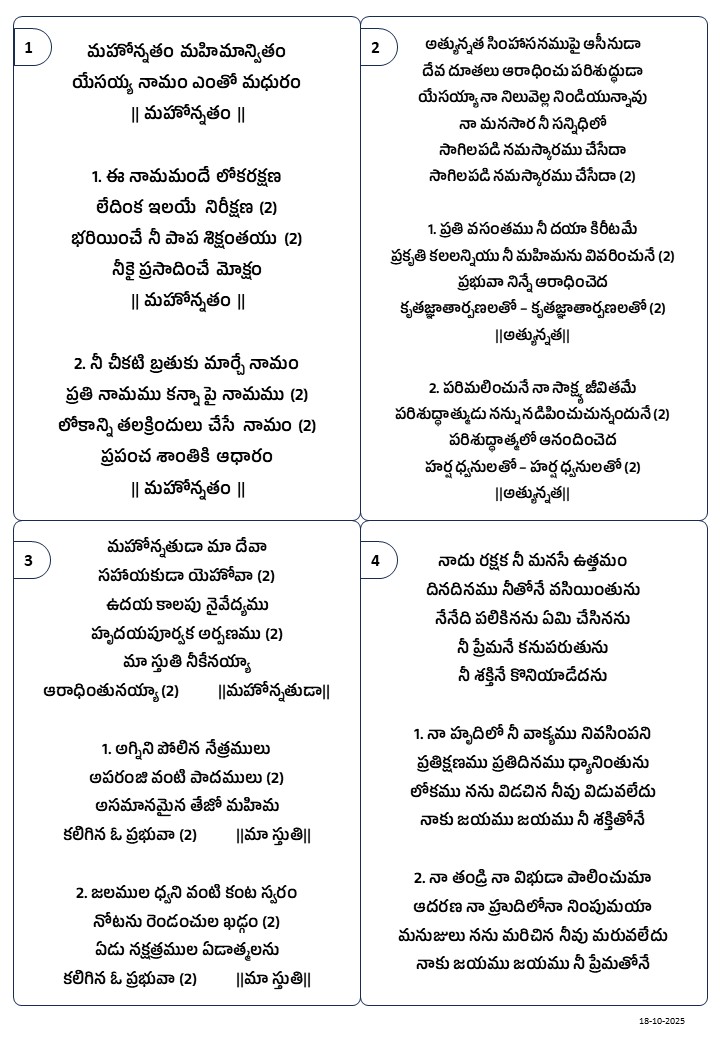 1
మహోన్నతం మహిమాన్వితం
యేసయ్య నామం ఎంతో మధురం
|| మహోన్నతం ||
1. ఈ నామమందే లోకరక్షణ
లేదింక ఇలయే నిరీక్షణ (2)
భరియించే నీ పాప శిక్షంతయు (2)
నీకై ప్రసాదించే మోక్షం
|| మహోన్నతం ||
2. నీ చీకటి బ్రతుకు మార్చే నామం
ప్రతి నామము కన్నా పై నామము (2)
లోకాన్ని తలక్రిందులు చేసే నామం (2)
ప్రపంచ శాంతికి ఆధారం
|| మహోన్నతం ||
2
అత్యున్నత సింహాసనముపై ఆసీనుడా
దేవ దూతలు ఆరాధించు పరిశుద్ధుడా
యేసయ్యా నా నిలువెల్ల నిండియున్నావు
నా మనసార నీ సన్నిధిలో
సాగిలపడి నమస్కారము చేసేదా
సాగిలపడి నమస్కారము చేసేదా (2)
1. ప్రతి వసంతము నీ దయా కిరీటమే
ప్రకృతి కలలన్నియు నీ మహిమను వివరించునే (2)
ప్రభువా నిన్నే ఆరాధించెద
కృతజ్ఞాతార్పణలతో – కృతజ్ఞాతార్పణలతో (2)
||అత్యున్నత||
2. పరిమలించునే నా సాక్ష్య జీవితమే
పరిశుద్ధాత్ముడు నన్ను నడిపించుచున్నందునే (2)
పరిశుద్ధాత్మలో ఆనందించెద
హర్ష ధ్వనులతో – హర్ష ధ్వనులతో (2)
||అత్యున్నత||
3
మహోన్నతుడా మా దేవా
సహాయకుడా యెహోవా (2)
ఉదయ కాలపు నైవేద్యము
హృదయపూర్వక అర్పణము (2)
మా స్తుతి నీకేనయ్యా
ఆరాధింతునయ్యా (2) ||మహోన్నతుడా||
1. అగ్నిని పోలిన నేత్రములు
అపరంజి వంటి పాదములు (2)
అసమానమైన తేజో మహిమ
కలిగిన ఓ ప్రభువా (2) ||మా స్తుతి||
2. జలముల ధ్వని వంటి కంట స్వరం
నోటను రెండంచుల ఖడ్గం (2)
ఏడు నక్షత్రముల ఏడాత్మలను
కలిగిన ఓ ప్రభువా (2) ||మా స్తుతి||
4
నాదు రక్షక నీ మనసే ఉత్తమం
దినదినము నీతోనే వసియింతును
నేనేది పలికినను ఏమి చేసినను
నీ ప్రేమనే కనుపరుతును
నీ శక్తినే కొనియాడేదను
1. నా హృదిలో నీ వాక్యము నివసింపని
ప్రతిక్షణము ప్రతిదినము ధ్యానింతును
లోకము నను విడచిన నీవు విడువలేదు
నాకు జయము జయము నీ శక్తితోనే
2. నా తండ్రి నా విభుడా పాలించుమా
ఆదరణ నా హ్రుదిలోనా నింపుమయా
మనుజులు నను మరిచిన నీవు మరువలేదు
నాకు జయము జయము నీ ప్రేమతోనే
18-10-2025